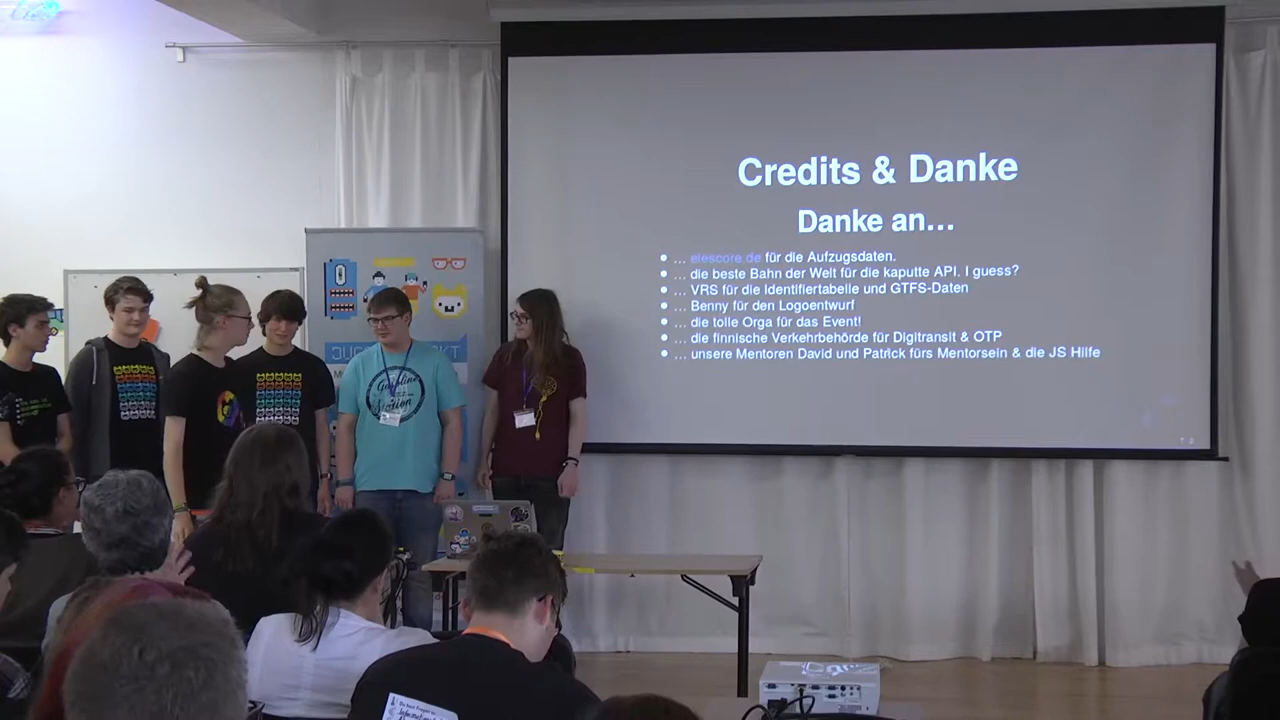 Credits & Danke
Danke an...
... elescore.de für die Aufzugsdaten.
... die beste Bahn der Welt für die kaputte API. I guess?
... VRS für die Identifiertabelle und GTFS-Daten
... Benny für den Logoentwurf
... die tolle Orga für das Event!
... die finnische Verkehrbehörde für Digitransit & OTP
... unsere Mentoren David und Patrick fürs Mentorsein & die JS Hilfe
Station